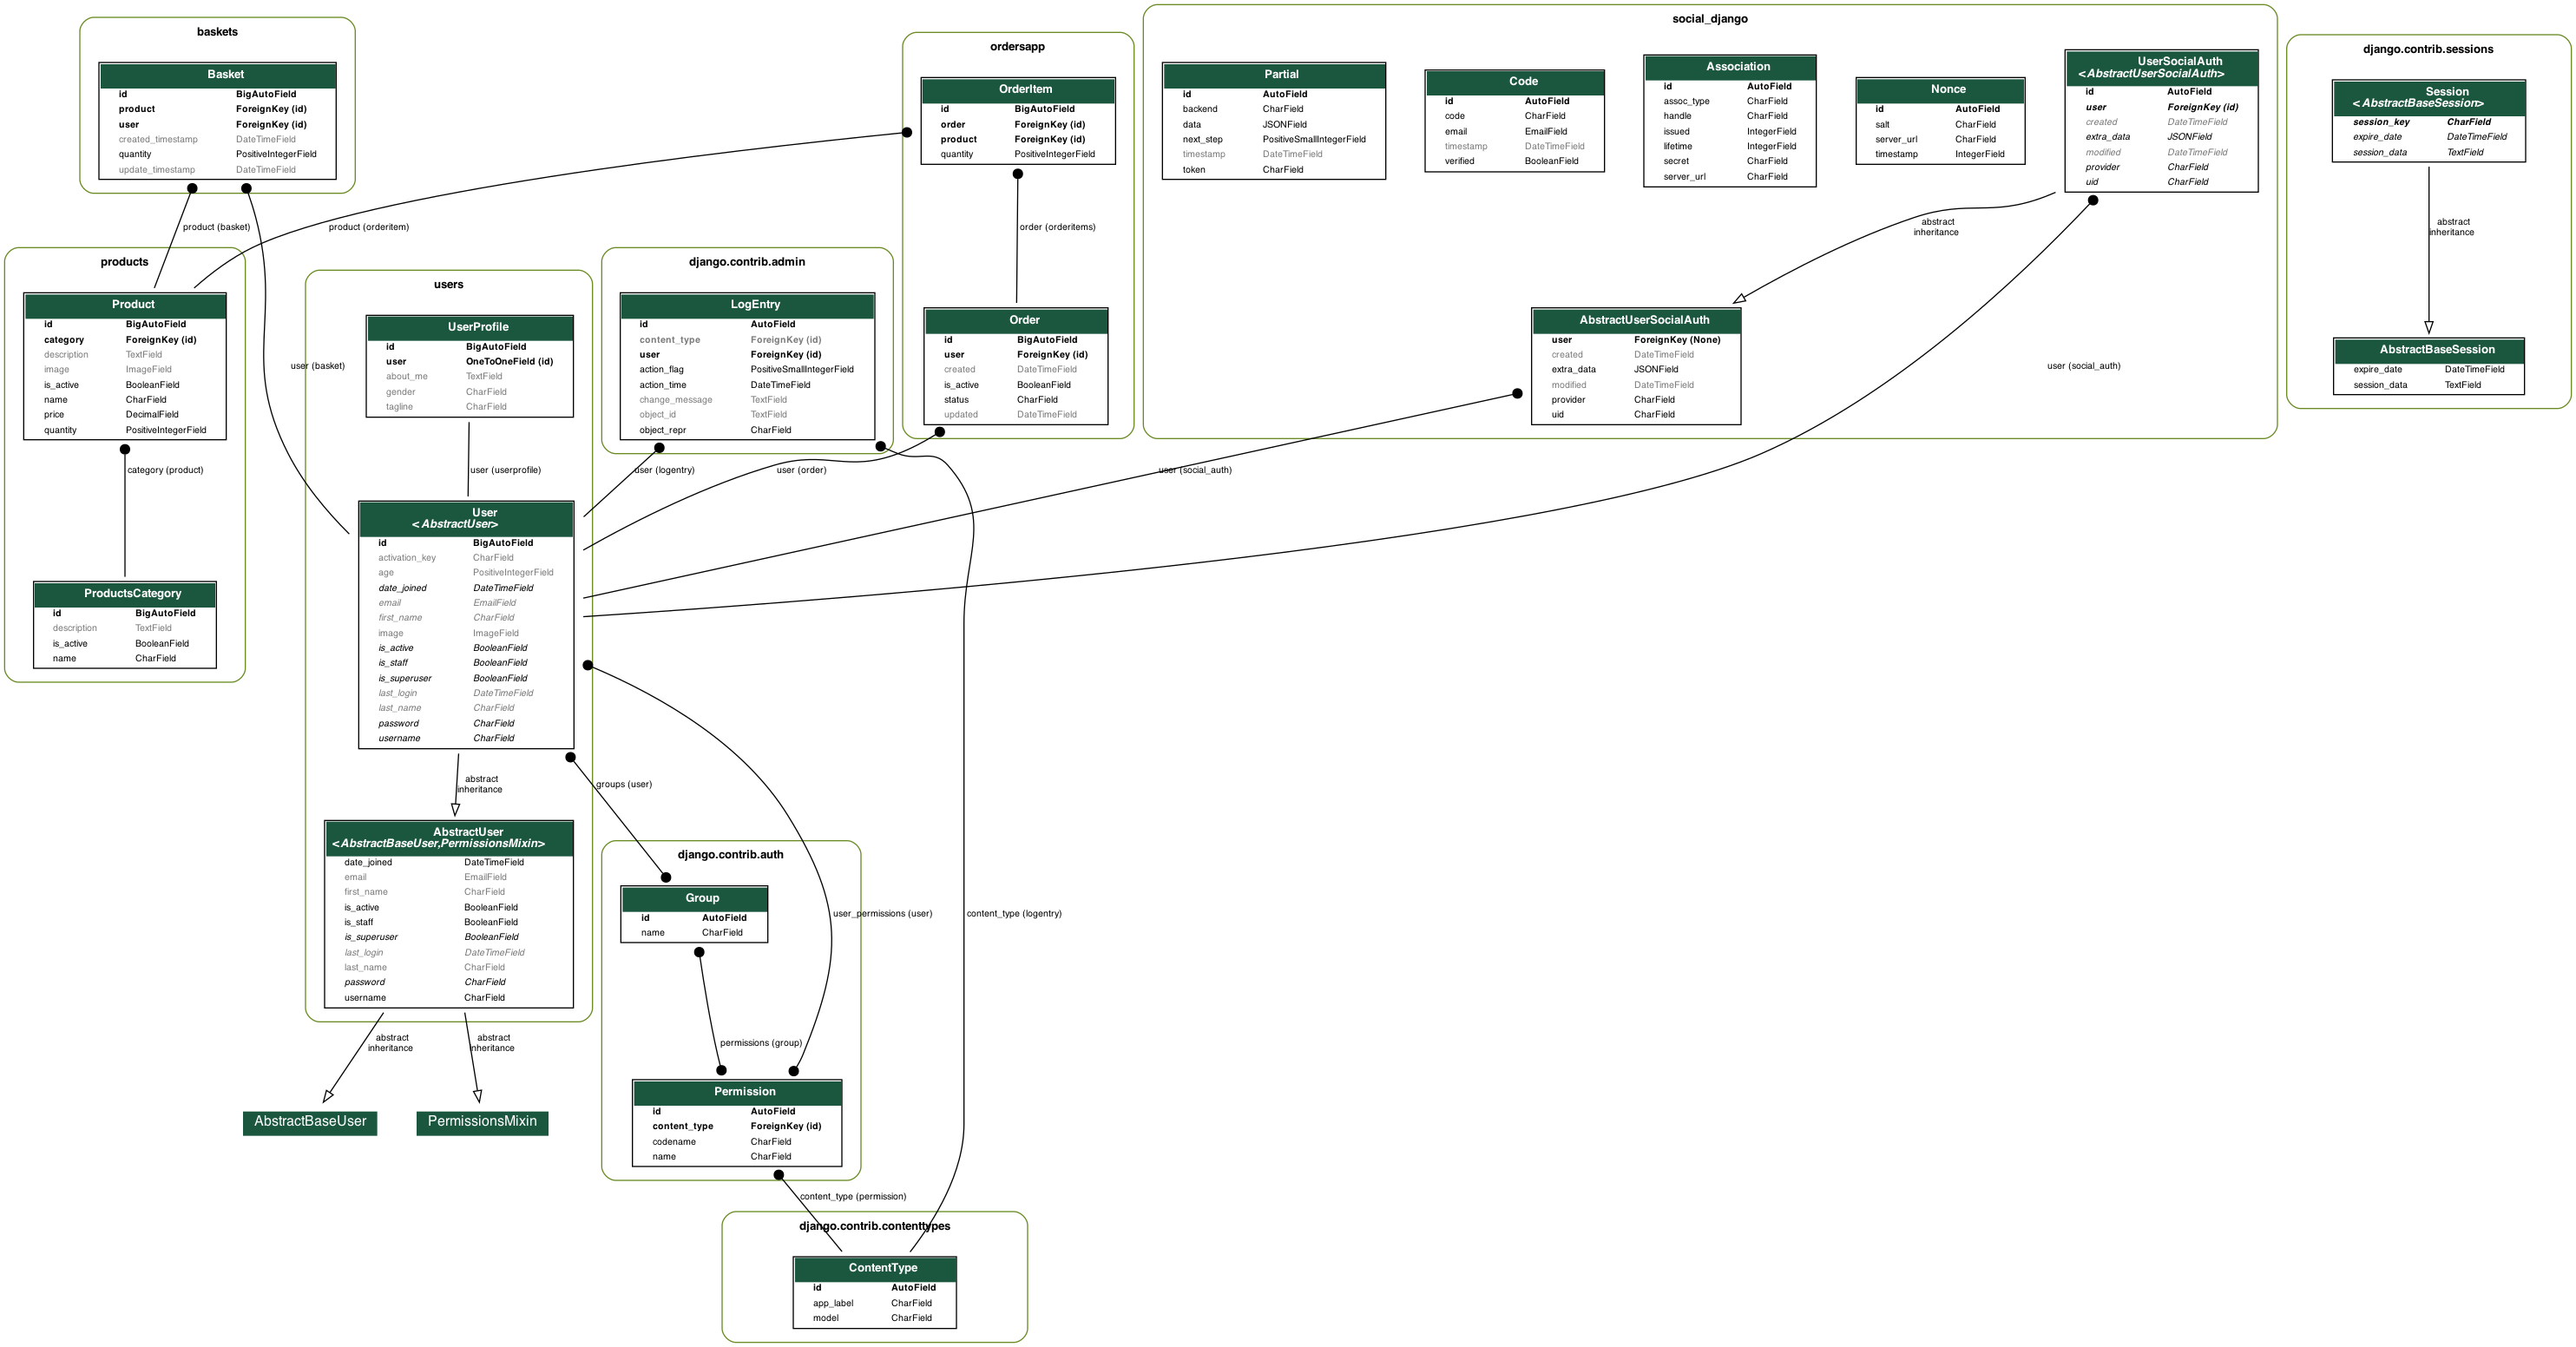 baskets
Basket
id BigAutoField
product ForeignKey (id)
user ForeignKey (id)
created_timestamp DateTimeField
quantity PositiveIntegerField
update_timestamp DateTimeField
ordersapp
OrderItem
id BigAutoField
order ForeignKey (id)
product ForeignKey (id)
quantity PositiveIntegerField
social_django
Partial
id AutoField
backend CharField
data JSONField
next_step PositiveSmallIntegerField
timestamp DateTimeField
token CharField
Code
id AutoField
code CharField
email EmailField
timestamp DateTimeField
verified BooleanField
Association
id AutoField
assoc_type CharField
handle CharField
issued IntegerField
lifetime IntegerField
secret CharField
server_url CharField
Nonce
id AutoField
salt CharField
server_url CharField
timestamp IntegerField
UserSocialAuth
<AbstractUserSocialAuth>
id AutoField
user ForeignKey (id)
created DateTimeField
extra_data JSONField
modified DateTimeField
provider CharField
uid CharField
django.contrib.sessions
Session
<AbstractBaseSession>
session_key CharField
expire_date DateTimeField
session_data TextField
product (basket)
product (orderitem)
order (orderitems)
abstract
inheritance
abstract
inheritance
products
Product
id BigAutoField
category ForeignKey (id)
description TextField
image ImageField
is_active BooleanField
name CharField
price DecimalField
quantity PositiveIntegerField
user (basket)
users
UserProfile
id BigAutoField
user OneToOneField (id)
about_me TextField
gender CharField
tagline CharField
django.contrib.admin
LogEntry
id AutoField
content_type ForeignKey (id)
user ForeignKey (id)
action_flag PositiveSmallIntegerField
action_time DateTimeField
change_message TextField
object_id TextField
object_repr CharField
Order
id BigAutoField
user ForeignKey (id)
created DateTimeField
is_active BooleanField
status CharField
updated DateTimeField
AbstractUserSocialAuth
user ForeignKey (None)
created DateTimeField
extra_data JSONField
modified DateTimeField
provider CharField
uid CharField
user (social_auth)
AbstractBaseSession
expire_date DateTimeField
session_data TextField
category (product)
user (userprofile)
user (logentry)
user (order)
user (social_auth)
ProductsCategory
id BigAutoField
description TextField
is_active BooleanField
name CharField
User
<AbstractUser>
id BigAutoField
activation_key CharField
age PositiveIntegerField
date_joined DateTimeField
email EmailField
first_name CharField
image ImageField
is_active BooleanField
is_staff BooleanField
is_superuser BooleanField
last_login DateTimeField
last_name CharField
password CharField
username CharField
abstract
inheritance
groups (user)
AbstractUser
<AbstractBaseUser,PermissionsMixin>
date_joined DateTimeField
email EmailField
first_name CharField
is_active BooleanField
is_staff BooleanField
is_superuser BooleanField
last_login DateTimeField
last_name CharField
password CharField
username CharField
django.contrib.auth
Group
id AutoField
name CharField
user_permissions (user)
content_type (logentry)
abstract
inheritance
abstract
inheritance
permissions (group)
AbstractBaseUser
PermissionsMixin
Permission
id AutoField
content_type ForeignKey (id)
codename CharField
name CharField
content_type (permission)
django.contrib.contenttypes
ContentType
id AutoField
app_label CharField
model CharField